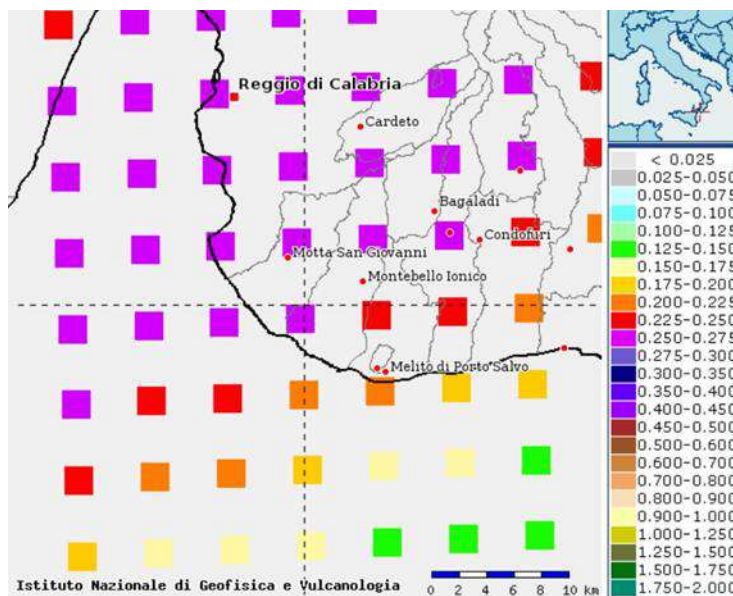 Reggio di Calabria
Cardeto
Bagaladi
Condofuri
Motta San Giovanni
Montebello Ionico
Melito di Porto Salvo
Istituto Nazionale di Geofisica e Vulcanologia
0 2 4 6 8 10 km
< 0.025
0.025-0.050
0.050-0.075
0.075-0.100
0.100-0.125
0.125-0.150
0.150-0.175
0.175-0.200
0.200-0.225
0.225-0.250
0.250-0.275
0.275-0.300
0.300-0.350
0.350-0.400
0.400-0.450
0.450-0.500
0.500-0.600
0.600-0.700
0.700-0.800
0.800-0.900
0.900-1.000
1.000-1.250
1.250-1.500
1.500-1.750
1.750-2.000